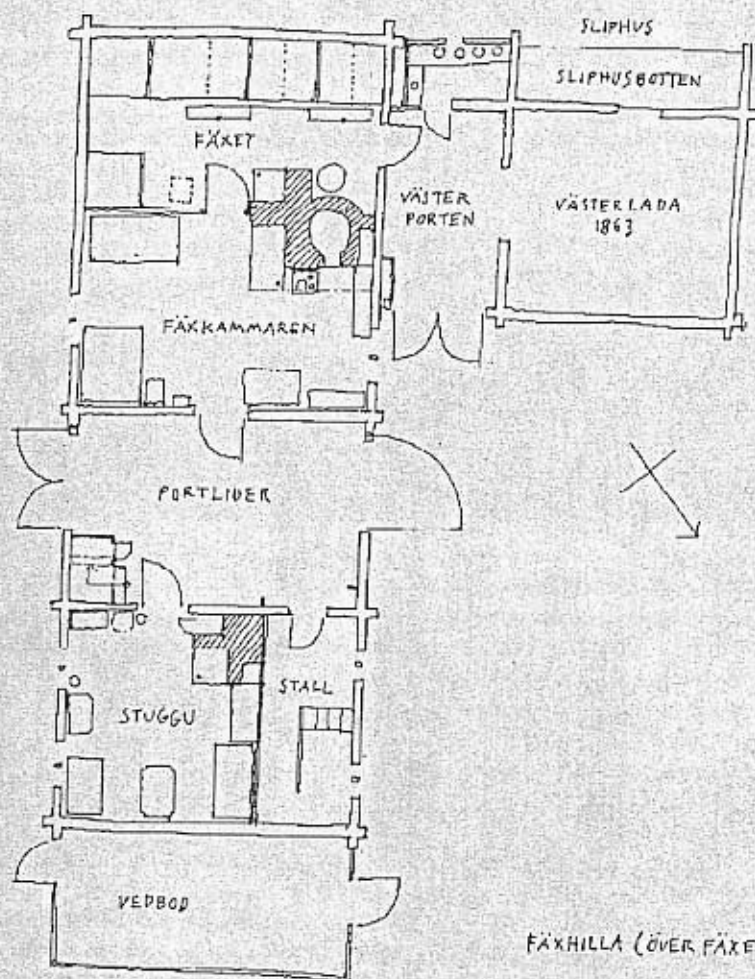 SLIPHUS
SLIPHUSBOTTEN
FÄXET
VÄSTER
PORTEN
VÄSTERLADA
1863
FÄXKAMMAREN
PORTLIDER
STALL
STUGGU
VEDBOD
FÄXHILLA (ÖVER FÄXE